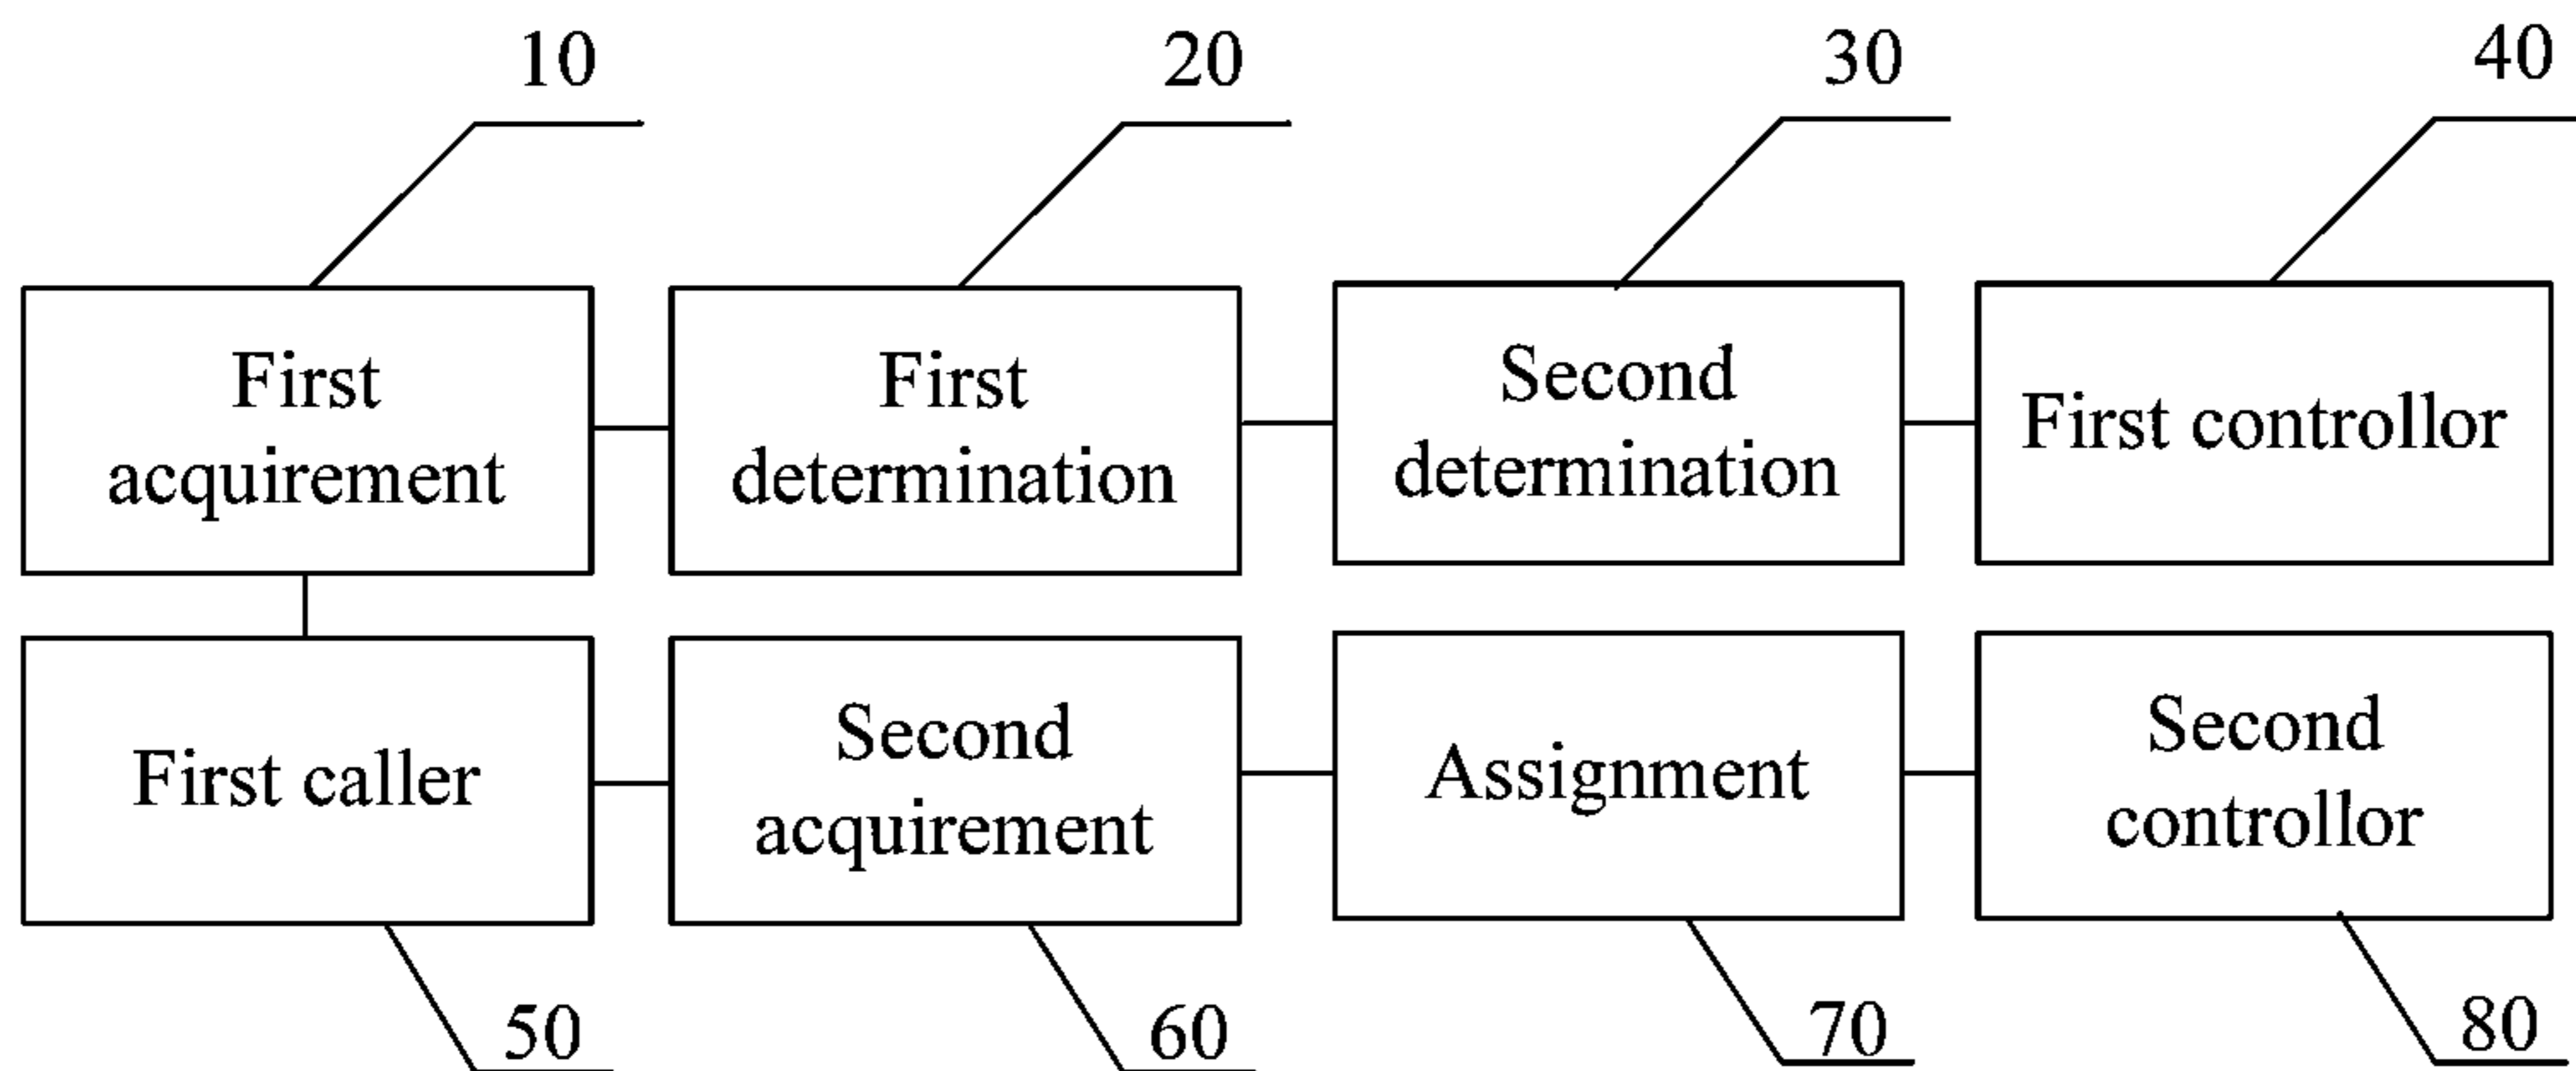 10
20
30
40
First
acquirement
First
determination
Second
determination
First controllor
First caller
Second
acquirement
Assignment
Second
controllor
50
60
70
80